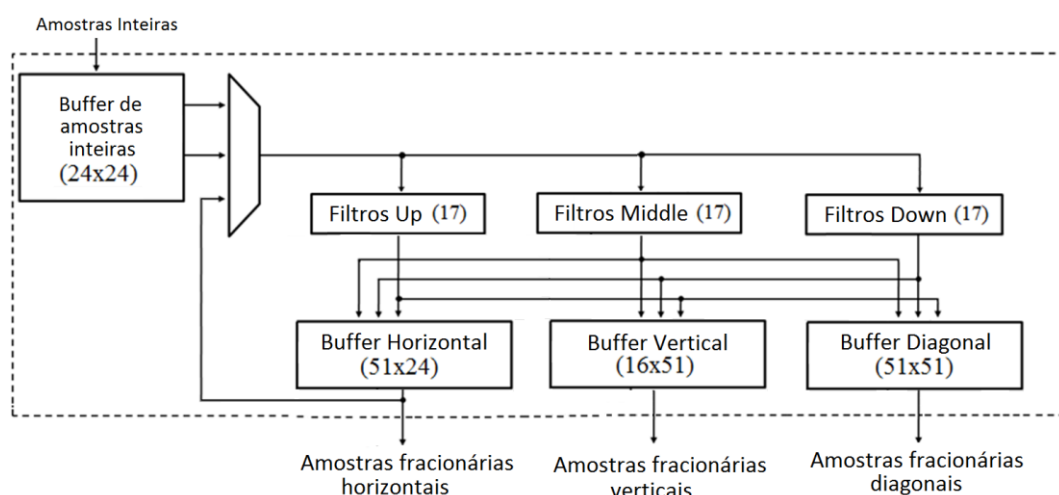 Amostras Inteiras
Buffer de
amostras
inteiras
(24x24)
Filtros Up (17)
Filtros Middle (17)
Filtros Down (17)
Buffer Horizontal
(51x24)
Buffer Vertical
(16x51)
Buffer Diagonal
(51x51)
Amostras fracionárias
horizontais
Amostras fracionárias
verticais
Amostras fracionárias
diagonais